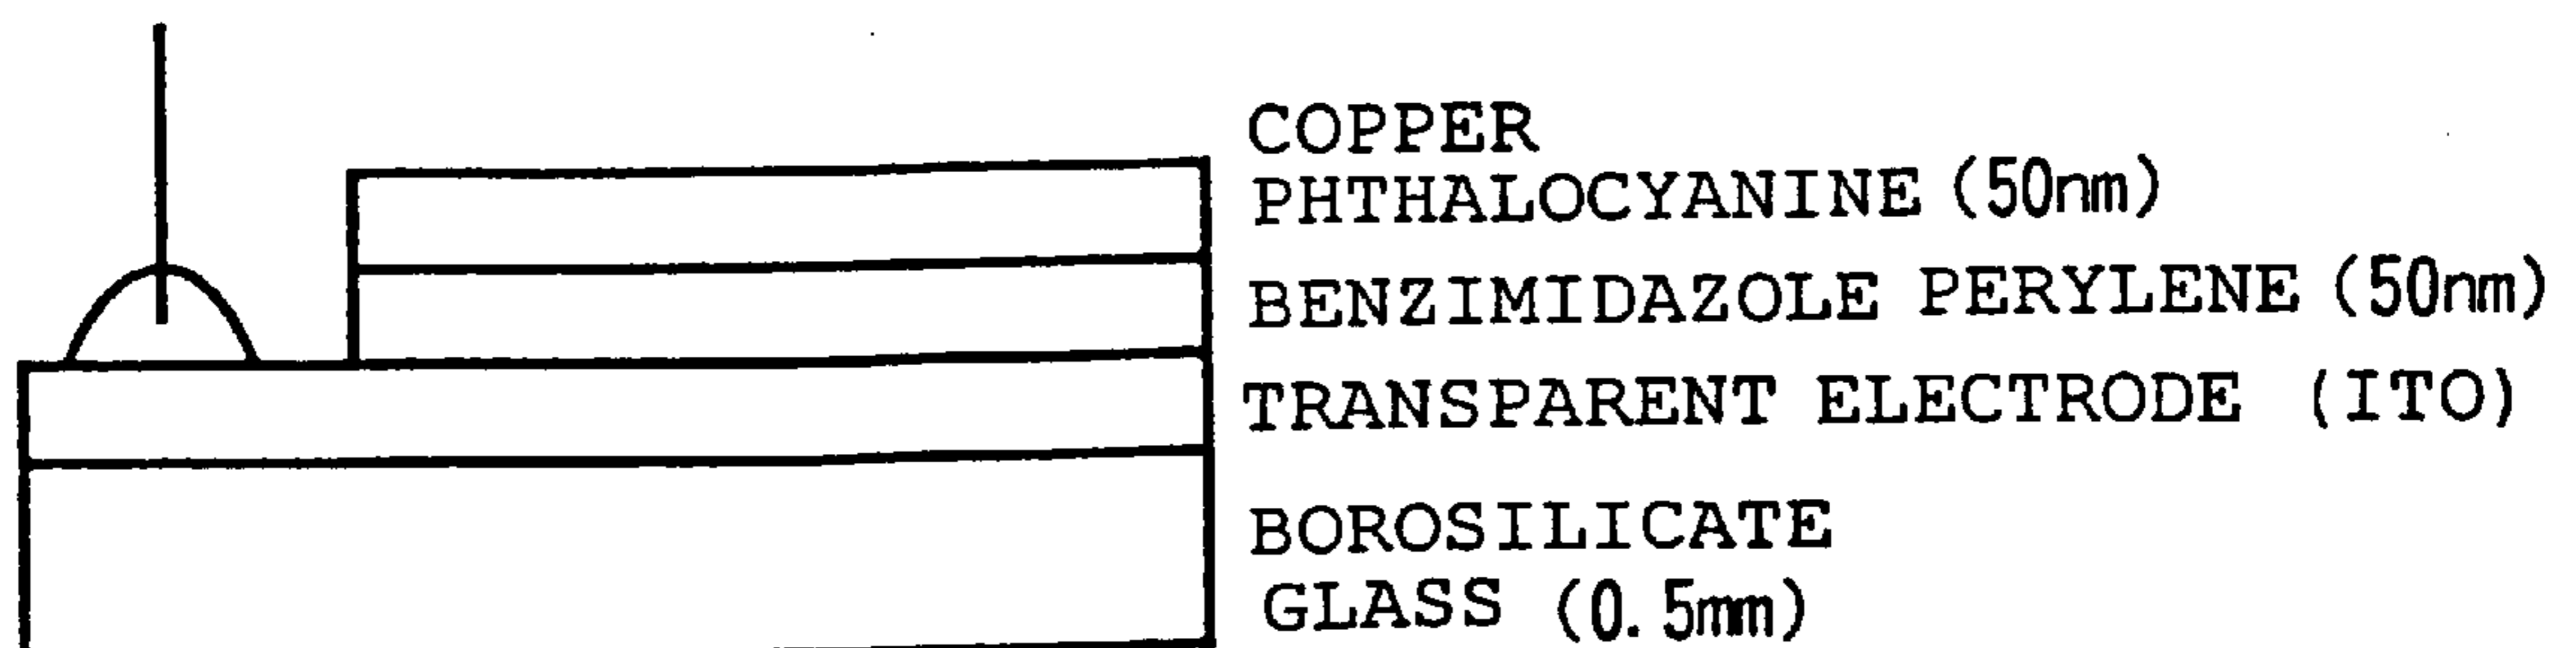 COPPER
PHTHALOCYANINE (50nm)
BENZIMIDAZOLE PERYLENE (50nm)
TRANSPARENT ELECTRODE (ITO)
BOROSILICATE
GLASS (0.5mm)